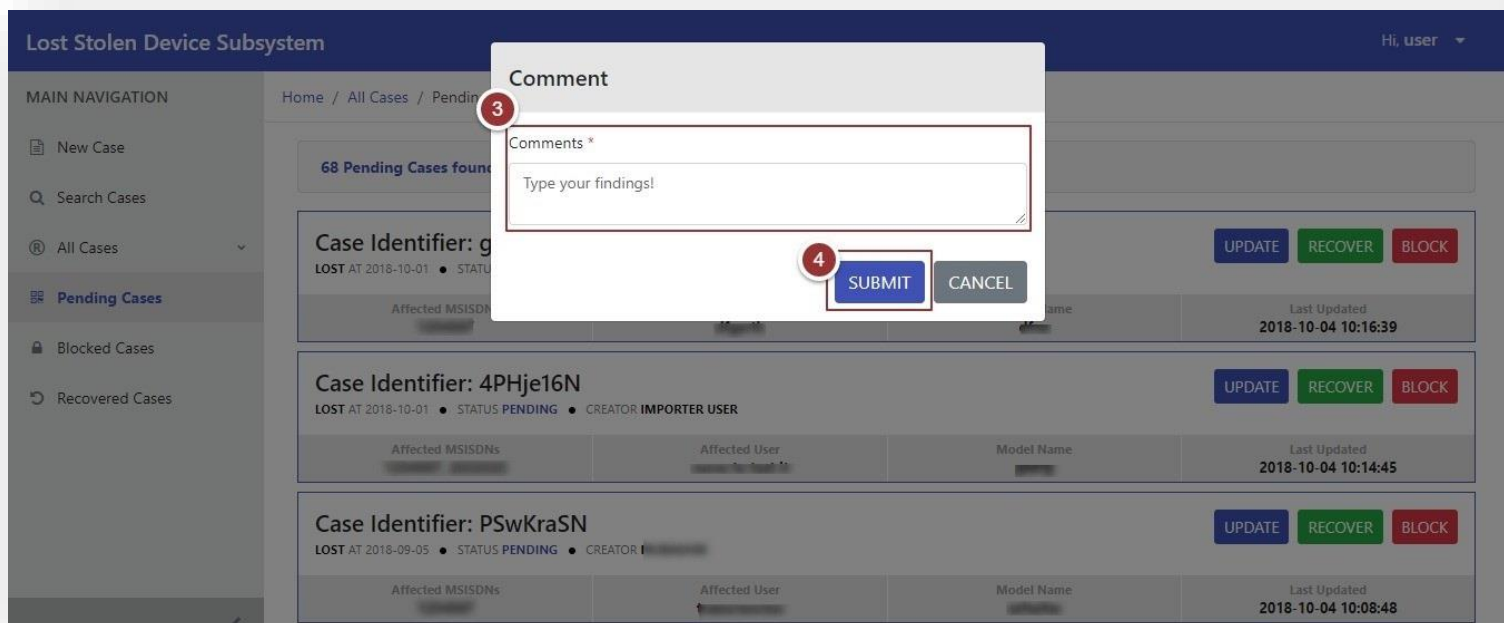 Lost Stolen Device Subsystem
Hi, user
MAIN NAVIGATION
New Case
Search Cases
All Cases
Pending Cases
Blocked Cases
Recovered Cases
Home / All Cases /
68 Pending Cases
Comment
3
Comments *
Type your findings!
4
SUBMIT CANCEL
Case Identifier:
UPDATE RECOVER BLOCK
LOST AT 2018-10-01 ●
Affected
Last Updated
2018-10-04 10:16:39
Case Identifier: 4PHje16N
UPDATE RECOVER BLOCK
LOST AT 2018-10-01 ● STATUS PENDING ● CREATOR IMPORTER USER
Affected MSISDNs Affected User Model Name Last Updated
2018-10-04 10:14:45
Case Identifier: PSwKraSN
UPDATE RECOVER BLOCK
LOST AT 2018-09-05 ● STATUS PENDING ● CREATOR
Affected MSISDNs Affected User Model Name Last Updated
2018-10-04 10:08:48